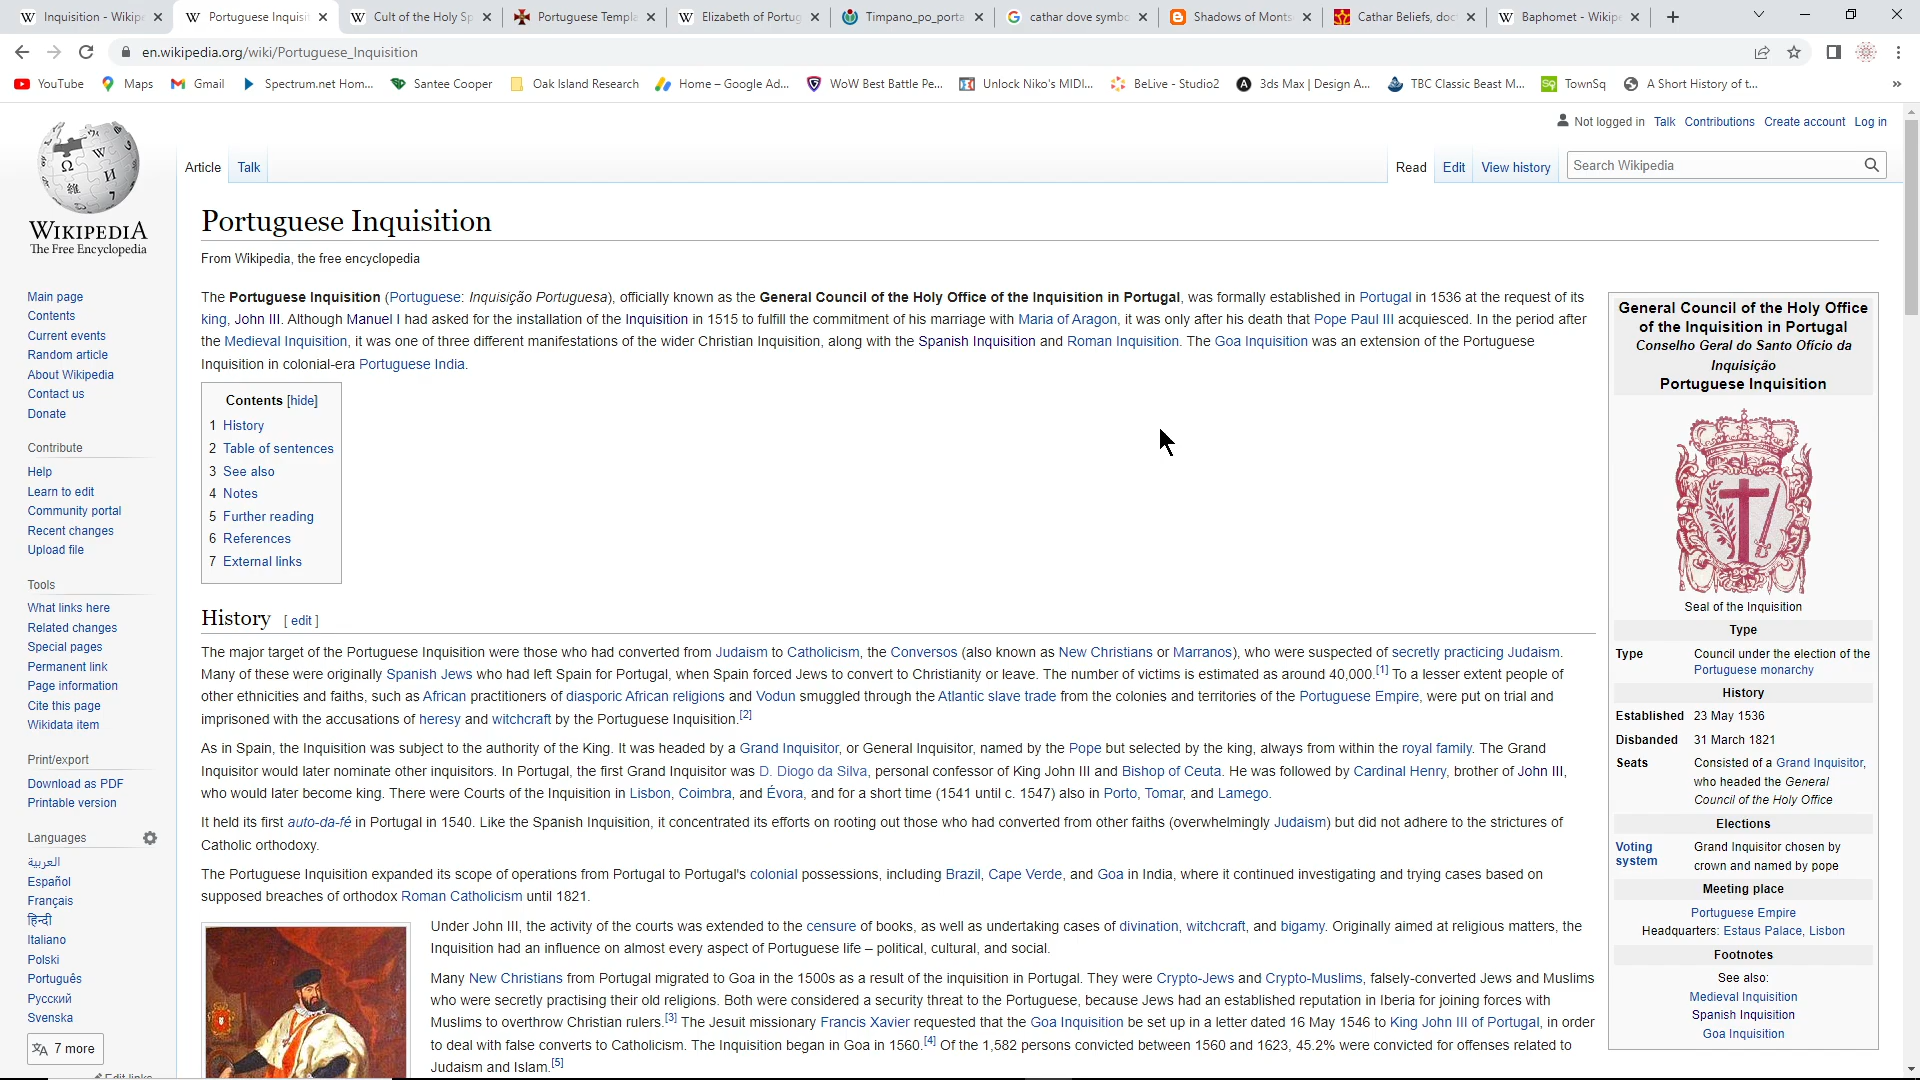 Inquisition - Wikip
Portuguese Inquisi
Cult of the Holy Sp
Portuguese Templa
Elizabeth of Portug
Timpano_po_porta
cathar dove symbo
Shadows of Monts
Cathar Beliefs, doc
Baphomet - Wikipe
en.wikipedia.org/wiki/Portuguese_Inquisition
YouTube
Maps
Gmail
Spectrum.net Hom...
Santee Cooper
Oak Island Research
Home – Google Ad...
WoW Best Battle Pe...
Unlock Niko's MIDI...
BeLive - Studio2
3ds Max | Design A...
TBC Classic Beast M...
TownSq
A Short History of t...
»
Not logged in Talk Contributions Create account Log in
Article Talk
Read Edit View history Search Wikipedia
WIKIPEDIA
The Free Encyclopedia
Main page
Contents
Current events
Random article
About Wikipedia
Contact us
Donate
Contribute
Help
Learn to edit
Community portal
Recent changes
Upload file
Tools
What links here
Related changes
Special pages
Permanent link
Page information
Cite this page
Wikidata item
Print/export
Download as PDF
Printable version
Languages
العربية
Español
Français
हिन्दी
Italiano
Polski
Português
Русский
Svenska
7 more
Edit links
Portuguese Inquisition
From Wikipedia, the free encyclopedia
The Portuguese Inquisition (Portuguese: Inquisição Portuguesa), officially known as the General Council of the Holy Office of the Inquisition in Portugal, was formally established in Portugal in 1536 at the request of its
king, John III. Although Manuel I had asked for the installation of the Inquisition in 1515 to fulfill the commitment of his marriage with Maria of Aragon, it was only after his death that Pope Paul III acquiesced. In the period after
the Medieval Inquisition, it was one of three different manifestations of the wider Christian Inquisition, along with the Spanish Inquisition and Roman Inquisition. The Goa Inquisition was an extension of the Portuguese
Inquisition in colonial-era Portuguese India.
Contents [hide]
1 History
2 Table of sentences
3 See also
4 Notes
5 Further reading
6 References
7 External links
History [ edit ]
The major target of the Portuguese Inquisition were those who had converted from Judaism to Catholicism, the Conversos (also known as New Christians or Marranos), who were suspected of secretly practicing Judaism.
Many of these were originally Spanish Jews who had left Spain for Portugal, when Spain forced Jews to convert to Christianity or leave. The number of victims is estimated as around 40,000.[1] To a lesser extent people of
other ethnicities and faiths, such as African practitioners of diasporic African religions and Vodun smuggled through the Atlantic slave trade from the colonies and territories of the Portuguese Empire, were put on trial and
imprisoned with the accusations of heresy and witchcraft by the Portuguese Inquisition.[2]
As in Spain, the Inquisition was subject to the authority of the King. It was headed by a Grand Inquisitor, or General Inquisitor, named by the Pope but selected by the king, always from within the royal family. The Grand
Inquisitor would later nominate other inquisitors. In Portugal, the first Grand Inquisitor was D. Diogo da Silva, personal confessor of King John III and Bishop of Ceuta. He was followed by Cardinal Henry, brother of John III,
who would later become king. There were Courts of the Inquisition in Lisbon, Coimbra, and Évora, and for a short time (1541 until c. 1547) also in Porto, Tomar, and Lamego.
It held its first auto-da-fé in Portugal in 1540. Like the Spanish Inquisition, it concentrated its efforts on rooting out those who had converted from other faiths (overwhelmingly Judaism) but did not adhere to the strictures of
Catholic orthodoxy.
The Portuguese Inquisition expanded its scope of operations from Portugal to Portugal's colonial possessions, including Brazil, Cape Verde, and Goa in India, where it continued investigating and trying cases based on
supposed breaches of orthodox Roman Catholicism until 1821.
Under John III, the activity of the courts was extended to the censure of books, as well as undertaking cases of divination, witchcraft, and bigamy. Originally aimed at religious matters, the
Inquisition had an influence on almost every aspect of Portuguese life – political, cultural, and social.
Many New Christians from Portugal migrated to Goa in the 1500s as a result of the inquisition in Portugal. They were Crypto-Jews and Crypto-Muslims, falsely-converted Jews and Muslims
who were secretly practising their old religions. Both were considered a security threat to the Portuguese, because Jews had an established reputation in Iberia for joining forces with
Muslims to overthrow Christian rulers.[3] The Jesuit missionary Francis Xavier requested that the Goa Inquisition be set up in a letter dated 16 May 1546 to King John III of Portugal, in order
to deal with false converts to Catholicism. The Inquisition began in Goa in 1560.[4] Of the 1,582 persons convicted between 1560 and 1623, 45.2% were convicted for offenses related to
Judaism and Islam.[5]
General Council of the Holy Office
of the Inquisition in Portugal
Conselho Geral do Santo Ofício da
Inquisição
Portuguese Inquisition
Seal of the Inquisition
Type
Type Council under the election of the
Portuguese monarchy
History
Established 23 May 1536
Disbanded 31 March 1821
Seats Consisted of a Grand Inquisitor,
who headed the General
Council of the Holy Office
Elections
Voting Grand Inquisitor chosen by
system crown and named by pope
Meeting place
Portuguese Empire
Headquarters: Estaus Palace, Lisbon
Footnotes
See also:
Medieval Inquisition
Spanish Inquisition
Goa Inquisition